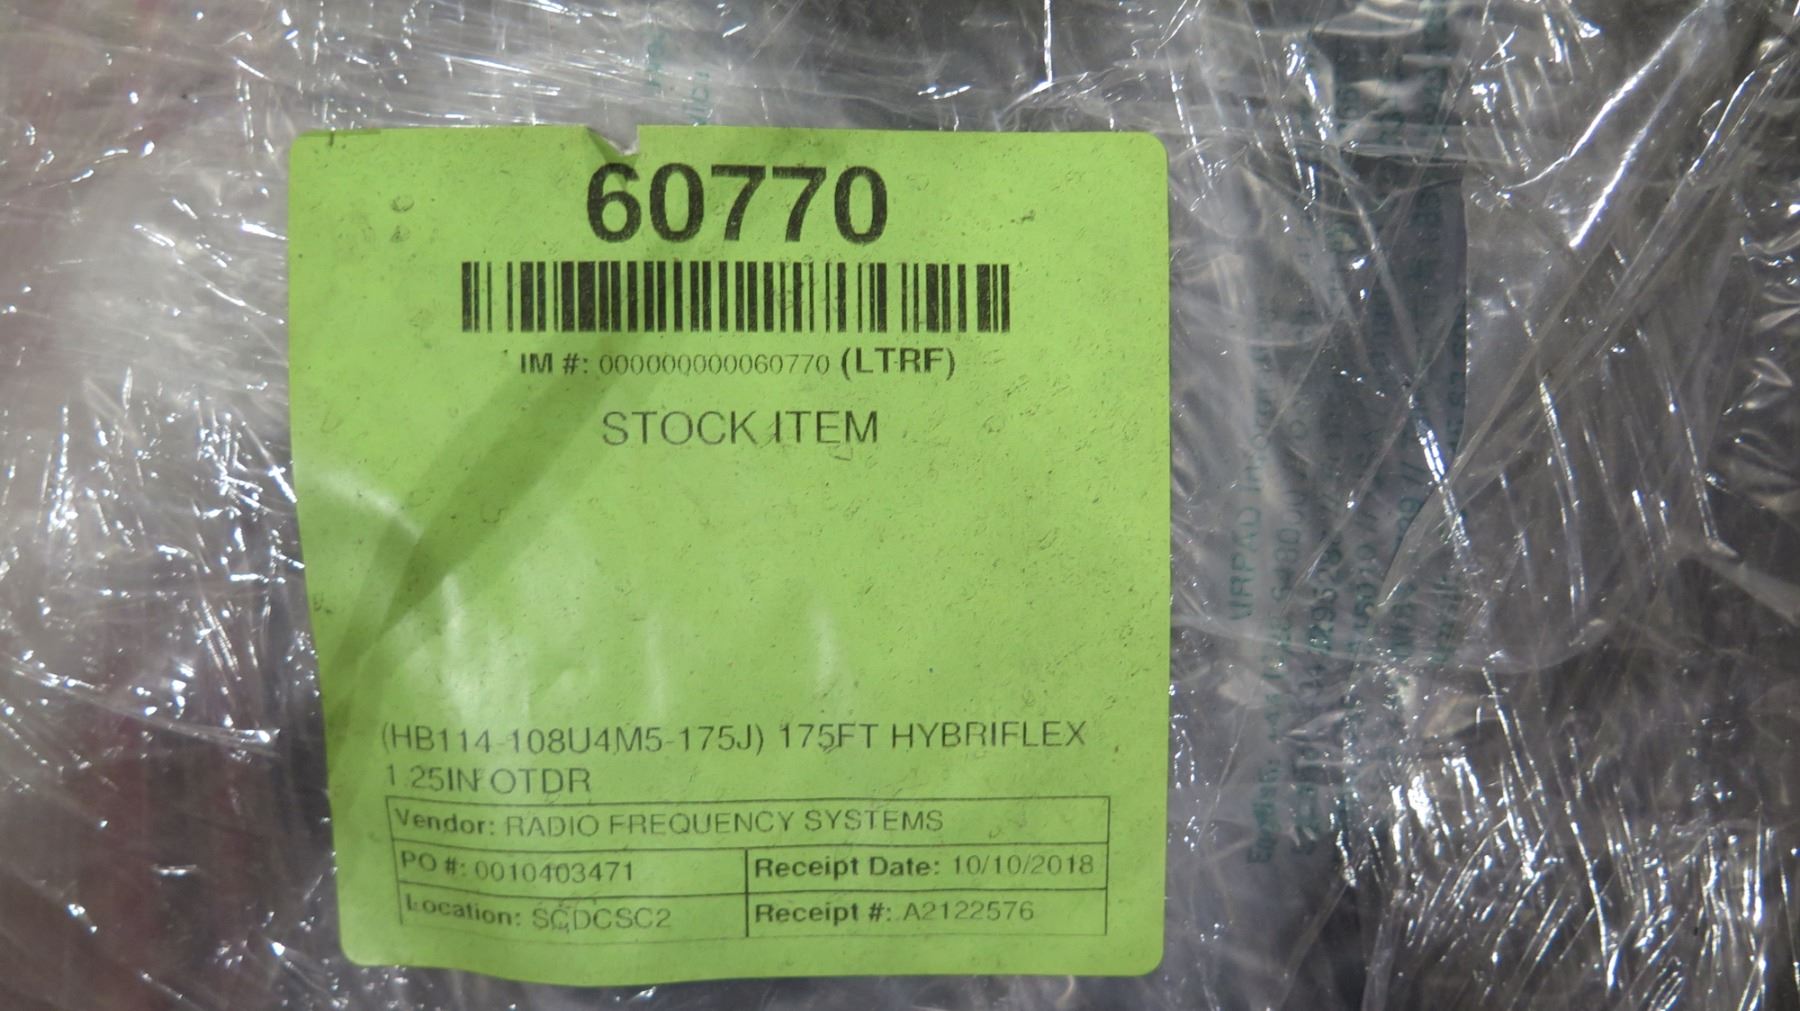 60770
IM #: 000000000060770 (LTRF)
STOCK ITEM
(HB114-108U4M5-175J) 175FT HYBRIFLEX
1.25IN OTDR
Vendor: RADIO FREQUENCY SYSTEMS
PO #: 0010403471 Receipt Date: 10/10/2018
Location: SCDCSC2 Receipt #: A2122576